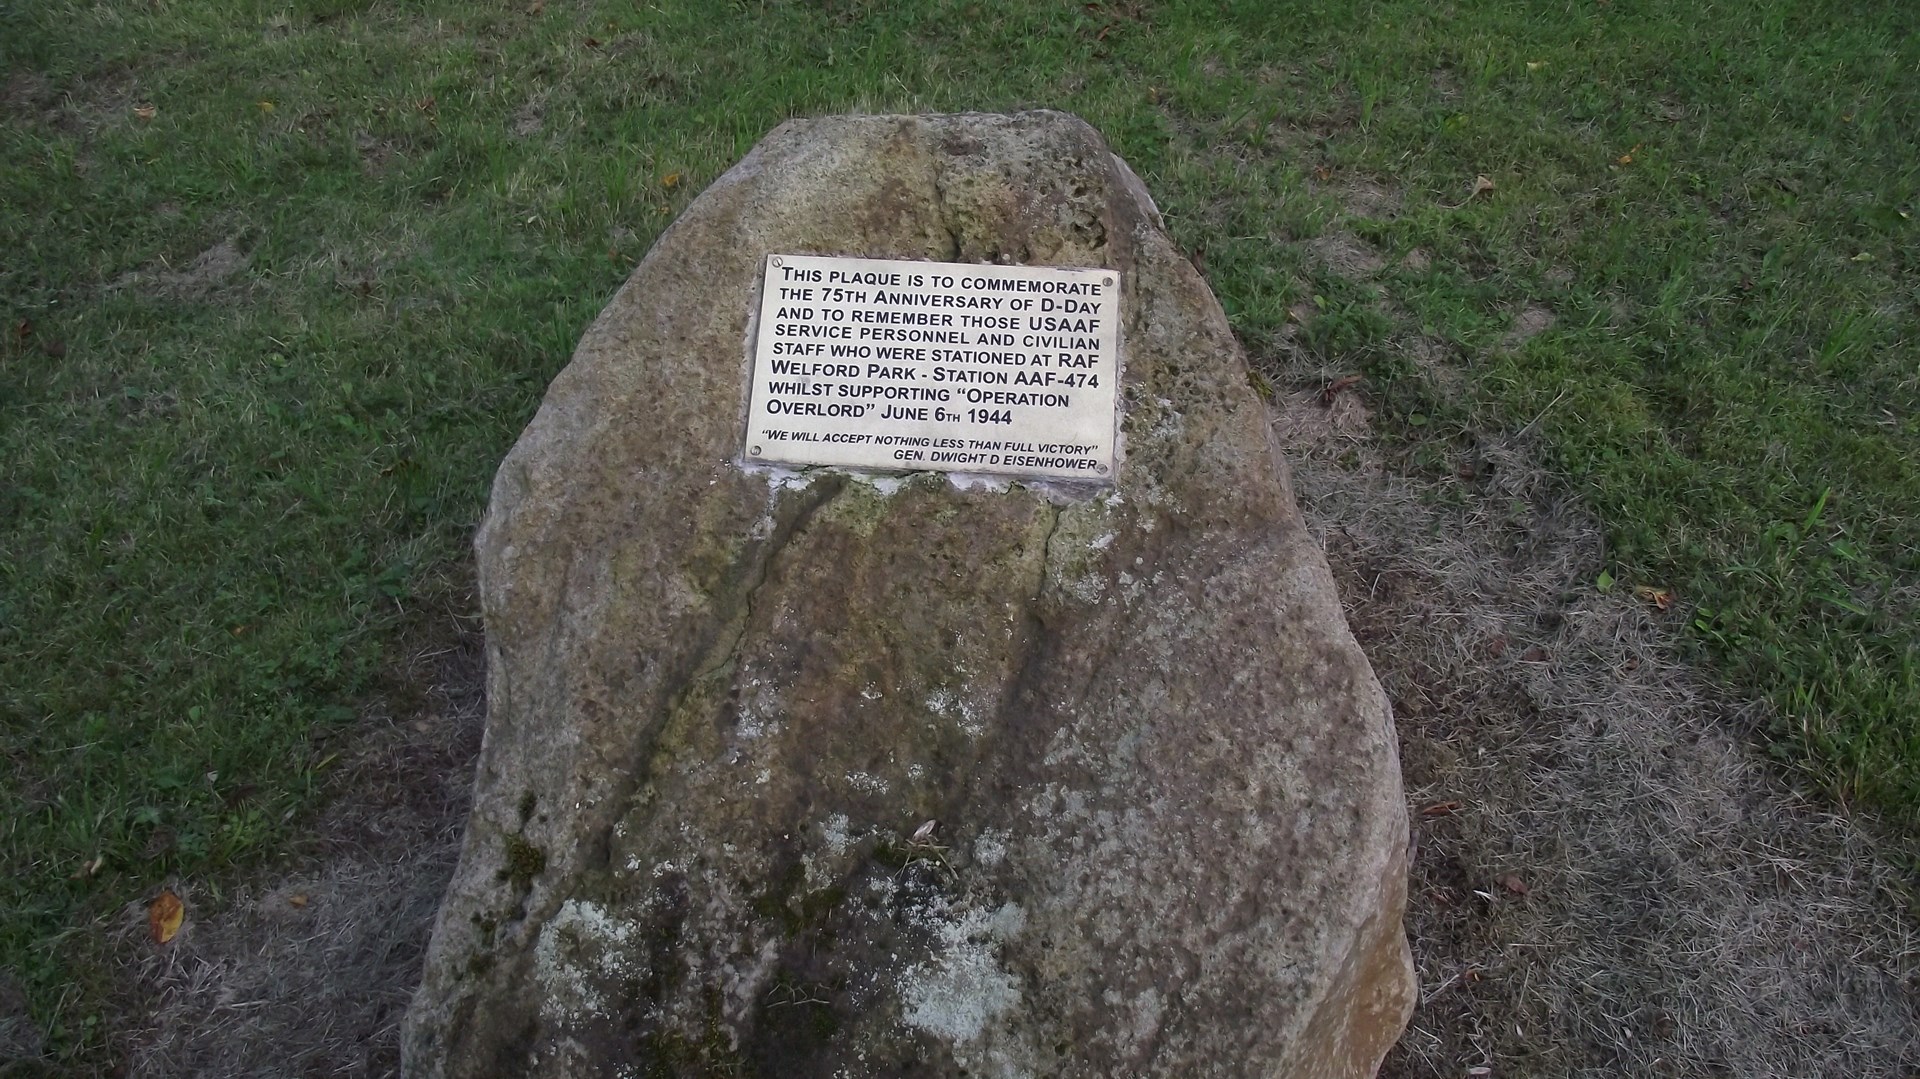 THIS PLAQUE IS TO COMMEMORATE
THE 75TH ANNIVERSARY OF D-DAY
AND TO REMEMBER THOSE USAAF
SERVICE PERSONNEL AND CIVILIAN
STAFF WHO WERE STATIONED AT RAF
WELFORD PARK - STATION AAF-474
WHILST SUPPORTING “OPERATION
OVERLORD” JUNE 6TH 1944
“WE WILL ACCEPT NOTHING LESS THAN FULL VICTORY”
GEN. DWIGHT D EISENHOWER